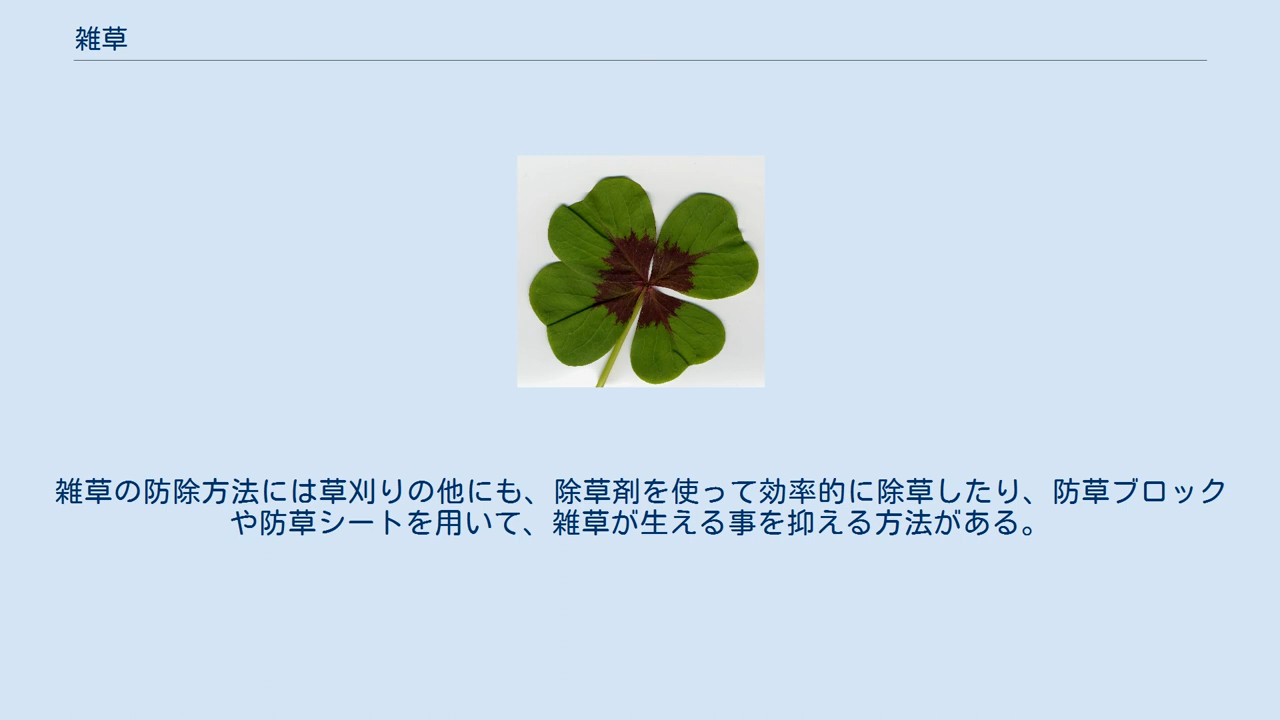 雑草
雑草の防除方法には草刈りの他にも、除草剤を使って効率的に除草したり、防草ブロック
や防草シートを用いて、雑草が生える事を抑える方法がある。